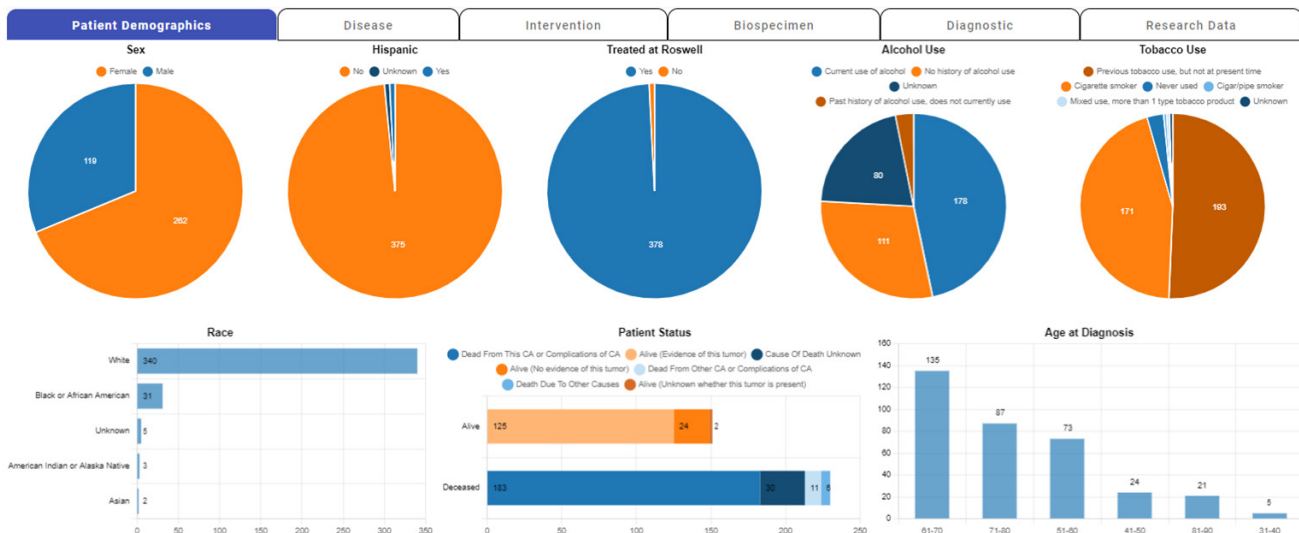 Patient Demographics
Disease
Intervention
Biospecimen
Diagnostic
Research Data
Sex
Female Male
119
262
Hispanic
No Unknown Yes
375
Treated at Roswell
Yes No
378
Alcohol Use
Current use of alcohol No history of alcohol use
Unknown
Past history of alcohol use, does not currently use
80
178
111
Tobacco Use
Previous tobacco use, but not at present time
Cigarette smoker Never used Cigar/pipe smoker
Mixed use, more than 1 type tobacco product Unknown
171
193
Race
White
340
Black or African American
31
Unknown
5
American Indian or Alaska Native
3
Asian
2
0 50 100 150 200 250 300 350
Patient Status
Dead From This CA or Complications of CA Alive (Evidence of this tumor) Cause Of Death Unknown
Alive (No evidence of this tumor) Dead From Other CA or Complications of CA
Death Due To Other Causes Alive (Unknown whether this tumor is present)
Alive
125 24 2
Deceased
183 30 11 6
0 50 100 150 200 250
Age at Diagnosis
160
140
120
100
80
60
40
20
0
135
87
73
24
21
5
61-70 71-80 51-60 41-50 81-90 31-40